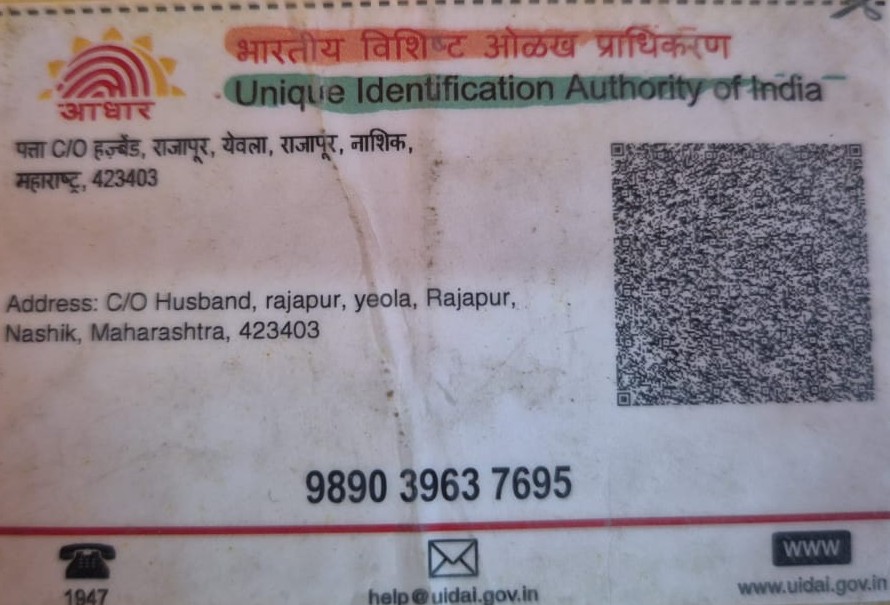 भारतीय विशिष्ट ओळख प्राधिकरण
Unique Identification Authority of India
आधार
पत्ता C/O हज़्बेंड, राजापूर, येवला, राजापूर, नाशिक,
महाराष्ट्र, 423403
Address: C/O Husband, rajapur, yeola, Rajapur,
Nashik, Maharashtra, 423403
9890 3963 7695
1947
help@uidai.gov.in
www
www.uidai.gov.in